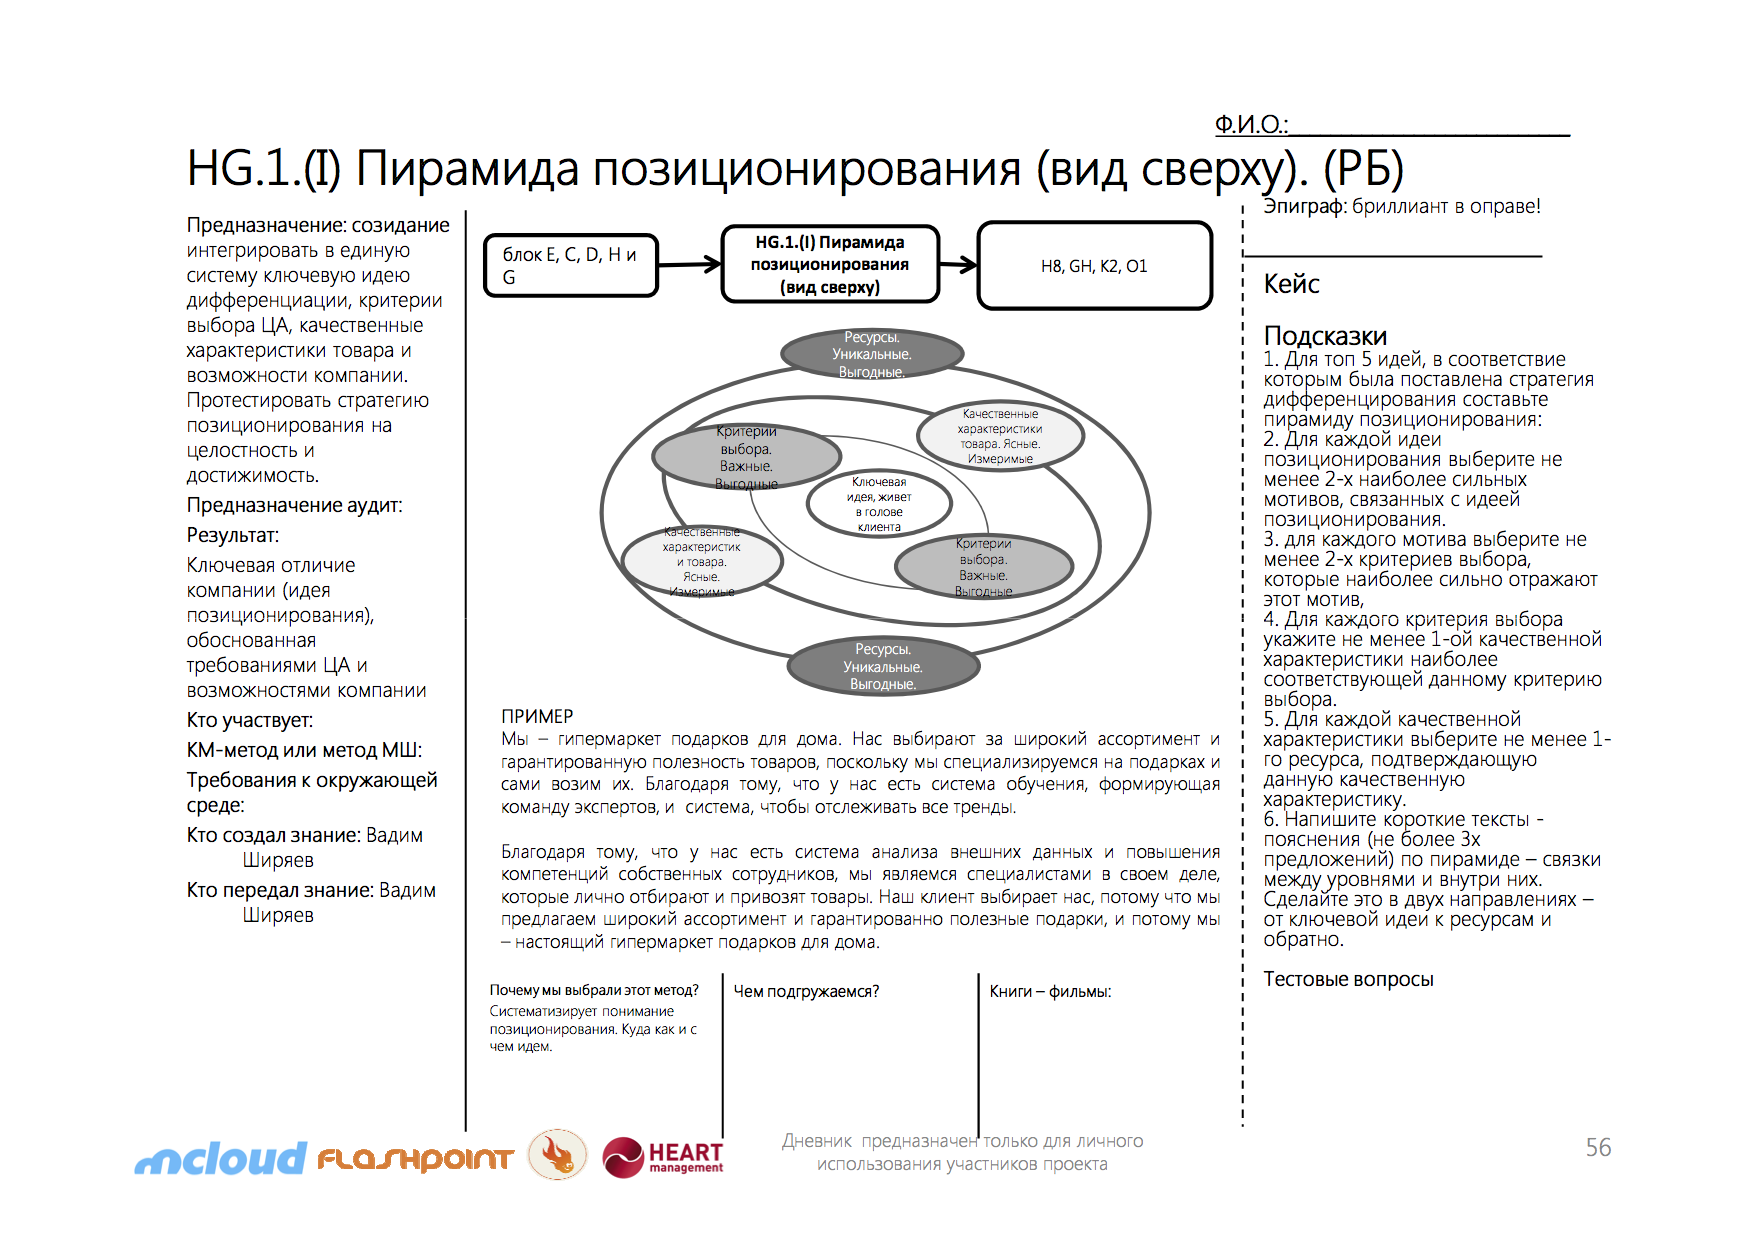 Ф.И.О.:
HG.1.(I) Пирамида позиционирования (вид сверху). (РБ)
Предназначение: созидание
интегрировать в единую
систему ключевую идею
дифференциации, критерии
выбора ЦА, качественные
характеристики товара и
возможности компании.
Протестировать стратегию
позиционирования на
целостность и
достижимость.
Предназначение аудит:
Результат:
Ключевая отличие
компании (идея
позиционирования),
обоснованная
требованиями ЦА и
возможностями компании
Кто участвует:
КМ-метод или метод МШ:
Требования к окружающей
среде:
Кто создал знание: Вадим
Ширяев
Кто передал знание: Вадим
Ширяев
блок E, C, D, H и
G
HG.1.(I) Пирамида
позиционирования
(вид сверху)
H8, GH, K2, O1
Ресурсы.
Уникальные.
Выгодные.
Качественные
характеристики
товара. Ясные.
Измеримые
Критерии
выбора.
Важные.
Выгодные
Ключевая
идея, живет
в голове
клиента
Качественные
характеристик
и товара.
Ясные.
Измеримые
Критерии
выбора.
Важные.
Выгодные
Ресурсы.
Уникальные.
Выгодные.
ПРИМЕР
Мы – гипермаркет подарков для дома. Нас выбирают за широкий ассортимент и
гарантированную полезность товаров, поскольку мы специализируемся на подарках и
сами возим их. Благодаря тому, что у нас есть система обучения, формирующая
команду экспертов, и система, чтобы отслеживать все тренды.
Благодаря тому, что у нас есть система анализа внешних данных и повышения
компетенций собственных сотрудников, мы являемся специалистами в своем деле,
которые лично отбирают и привозят товары. Наш клиент выбирает нас, потому что мы
предлагаем широкий ассортимент и гарантированно полезные подарки, и потому мы
– настоящий гипермаркет подарков для дома.
Почему мы выбрали этот метод?
Систематизирует понимание
позиционирования. Куда как и с
чем идем.
Чем подгружаемся?
Книги – фильмы:
Эпиграф: бриллиант в оправе!
Кейс
Подсказки
1. Для топ 5 идей, в соответствие
которым была поставлена стратегия
дифференцирования составьте
пирамиду позиционирования:
2. Для каждой идеи
позиционирования выберите не
менее 2-х наиболее сильных
мотивов, связанных с идеей
позиционирования.
3. для каждого мотива выберите не
менее 2-х критериев выбора,
которые наиболее сильно отражают
этот мотив,
4. Для каждого критерия выбора
укажите не менее 1-ой качественной
характеристики наиболее
соответствующей данному критерию
выбора.
5. Для каждой качественной
характеристики выберите не менее 1-
го ресурса, подтверждающую
данную качественную
характеристику.
6. Напишите короткие тексты -
пояснения (не более 3х
предложений) по пирамиде – связки
между уровнями и внутри них.
Сделайте это в двух направлениях –
от ключевой идеи к ресурсам и
обратно.
Тестовые вопросы
mcloud
FLASHPOINT
HEART
management
Дневник предназначен только для личного
использования участников проекта
56